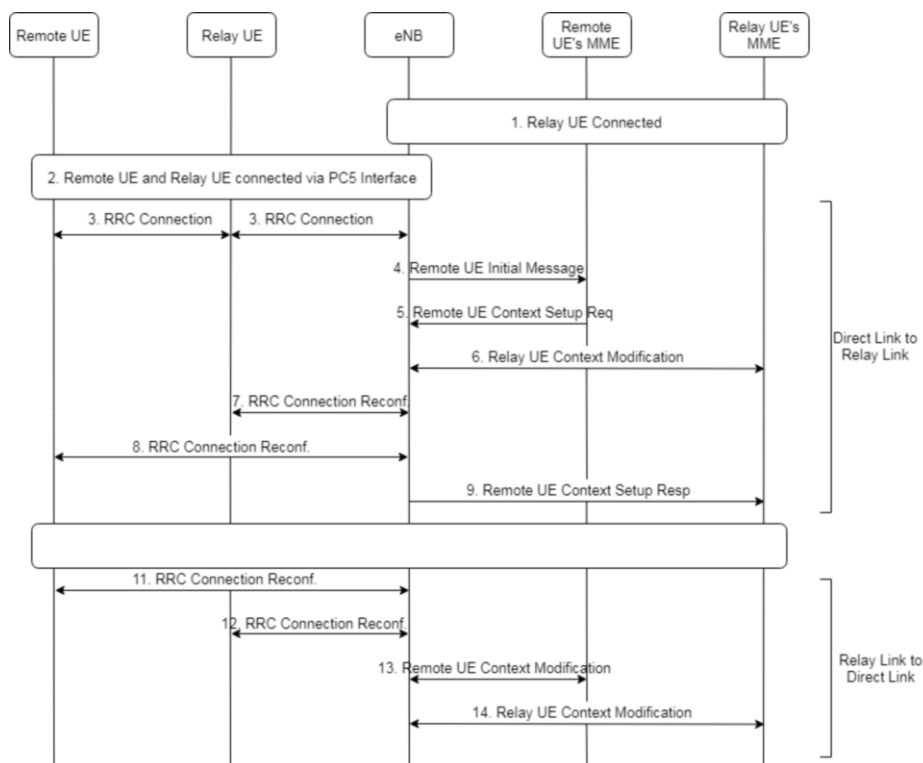 Remote UE
Relay UE
eNB
Remote
UE's MME
Relay UE's
MME
1. Relay UE Connected
2. Remote UE and Relay UE connected via PC5 Interface
3. RRC Connection
3. RRC Connection
4. Remote UE Initial Message
5. Remote UE Context Setup Req
6. Relay UE Context Modification
Direct Link to
Relay Link
7. RRC Connection Reconf.
8. RRC Connection Reconf.
9. Remote UE Context Setup Resp
11. RRC Connection Reconf.
12. RRC Connection Reconf.
13. Remote UE Context Modification
Relay Link to
Direct Link
14. Relay UE Context Modification